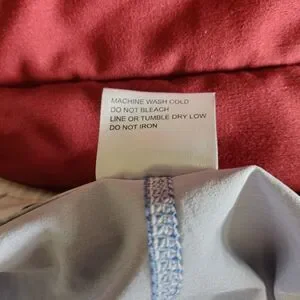 MACHINE WASH COLD
DO NOT BLEACH
LINE OR TUMBLE DRY LOW
DO NOT IRON